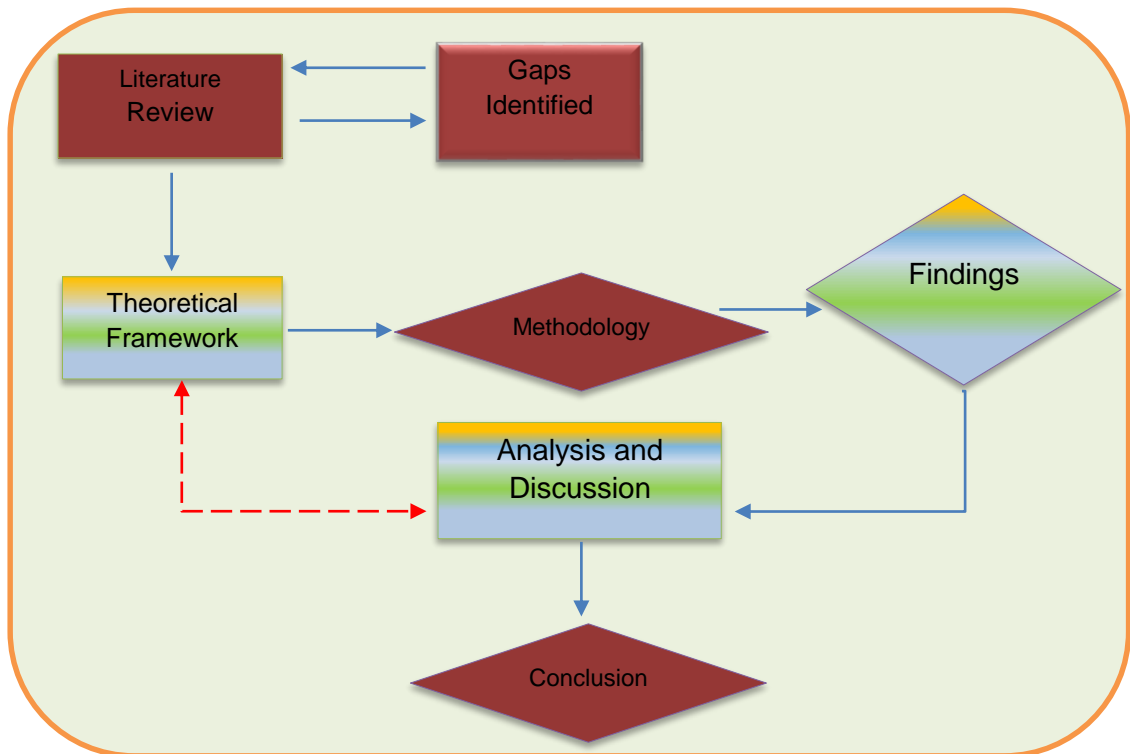 Literature
Review
Gaps
Identified
Theoretical
Framework
Methodology
Findings
Analysis and
Discussion
Conclusion